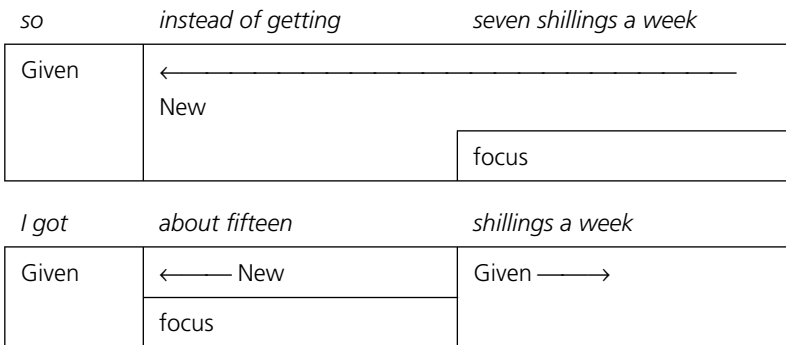 so instead of getting seven shillings a week
Given ←
New
focus
I got about fifteen shillings a week
Given ← New Given →
focus